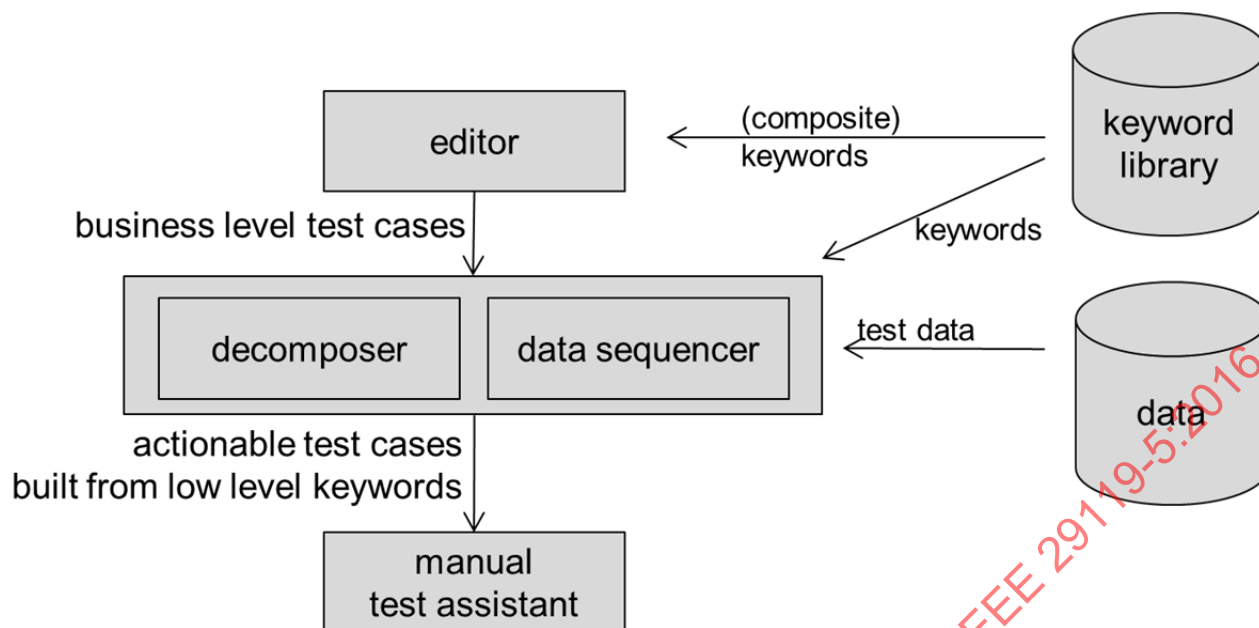 editor
(composite)
keywords
keyword
library
business level test cases
keywords
decomposer
data sequencer
test data
data
actionable test cases
built from low level keywords
manual
test assistant
FEE 29119-5:2016